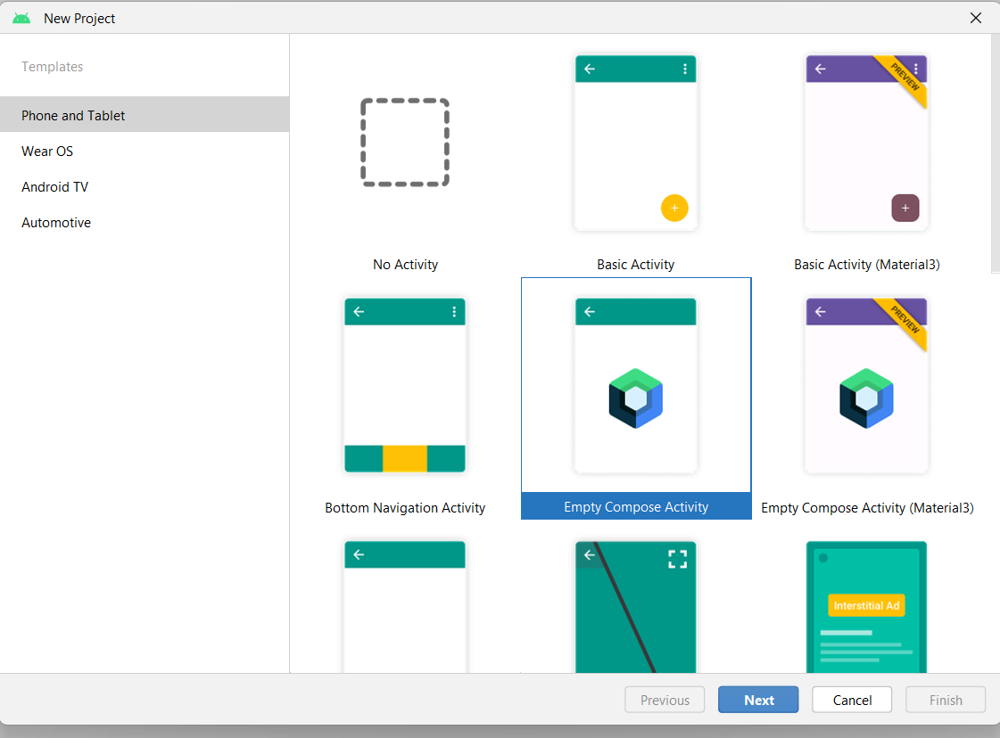 New Project
Templates
Phone and Tablet
Wear OS
Android TV
Automotive
PREVIEW
No Activity
Basic Activity
Basic Activity (Material3)
PREVIEW
Bottom Navigation Activity
Empty Compose Activity
Empty Compose Activity (Material3)
Interstitial Ad
Previous
Next
Cancel
Finish